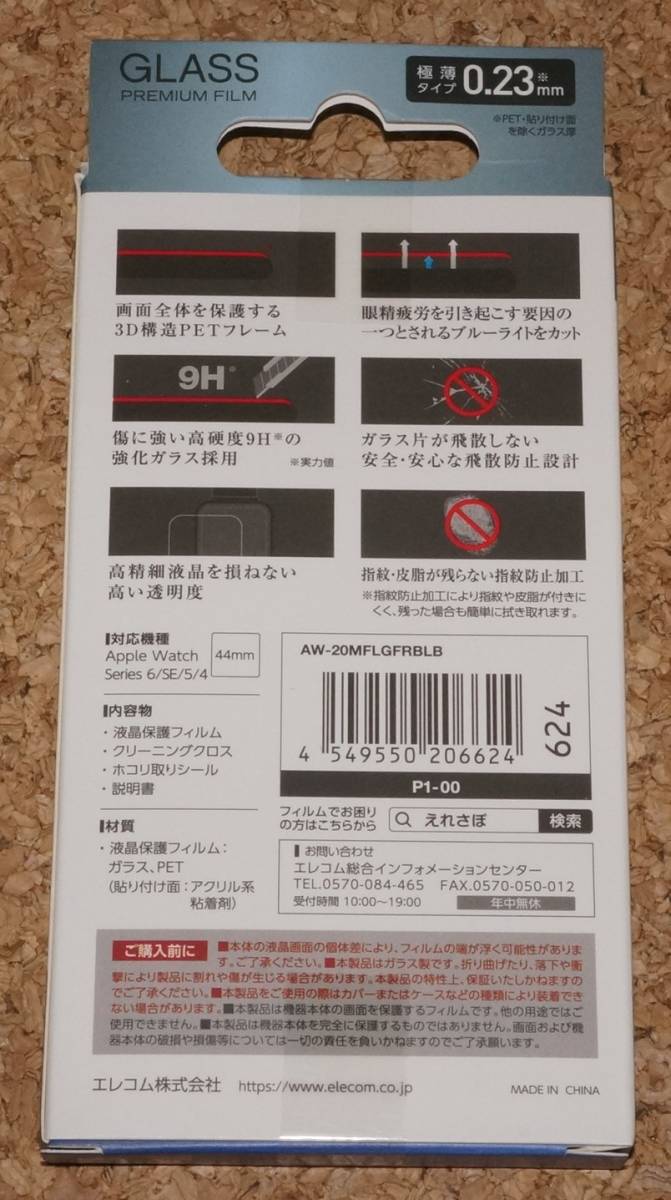 GLASS
PREMIUM FILM
極薄
タイプ
0.23※mm
※PET・貼り付け面
を除くガラス厚
画面全体を保護する
3D構造PETフレーム
眼精疲労を引き起こす要因の
一つとされるブルーライトをカット
9H※
傷に強い高硬度9H※の
強化ガラス採用
※実力値
ガラス片が飛散しない
安全・安心な飛散防止設計
高精細液晶を損ねない
高い透明度
指紋・皮脂が残らない指紋防止加工
※指紋防止加工により指紋や皮脂が付きに
くく、残った場合も簡単に拭き取れます。
対応機種
Apple Watch
Series 6/SE/5/4
44mm
内容物
・液晶保護フィルム
・クリーニングクロス
・ホコリ取りシール
・説明書
材質
・液晶保護フィルム:
ガラス、PET
(貼り付け面:アクリル系
粘着剤)
AW-20MFLGFRBLB
4 549550 206624
624
P1-00
フィルムでお困り
の方はこちらから
えれさぽ
検索
お問い合わせ
エレコム総合インフォメーションセンター
TEL.0570-084-465 FAX.0570-050-012
受付時間 10:00~19:00
年中無休
ご購入前に
■本体の液晶画面の個体差により、フィルムの端が浮く可能性がありま
す。ご了承ください。■本製品はガラス製です。折り曲げたり、落下や衝
撃により製品に割れや傷が生じる場合があります。本製品の特性上、保証いたしかねますの
でご了承ください。■本製品をご使用の際はカバーまたはケースなどの種類により装着でき
ない場合があります。■本製品は機器本体の画面を保護するフィルムです。他の用途ではご
使用できません。■本製品は機器本体を完全に保護するものではありません。画面および機
器本体の破損や損傷等については一切の責任を負いかねますのでご了承願います。
エレコム株式会社 https://www.elecom.co.jp
MADE IN CHINA